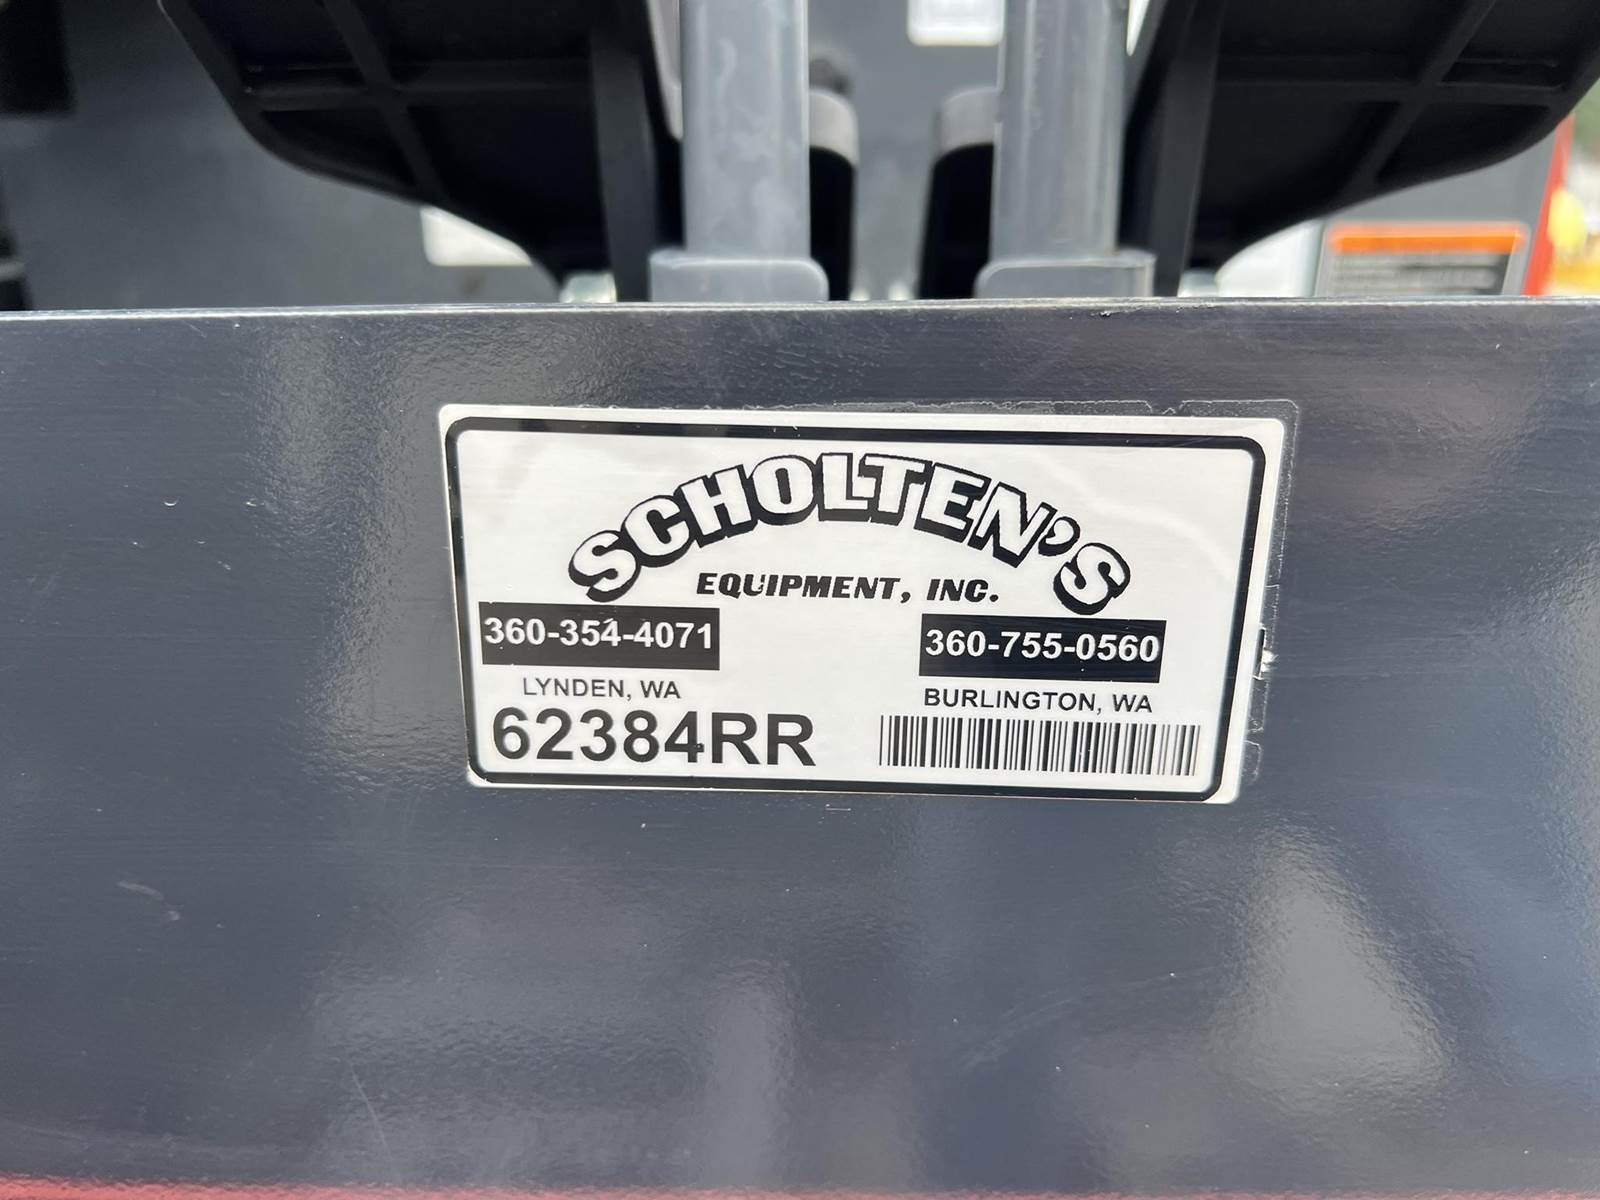 SCHOLTEN'S
EQUIPMENT, INC.
360-354-4071
LYNDEN, WA
360-755-0560
BURLINGTON, WA
62384RR